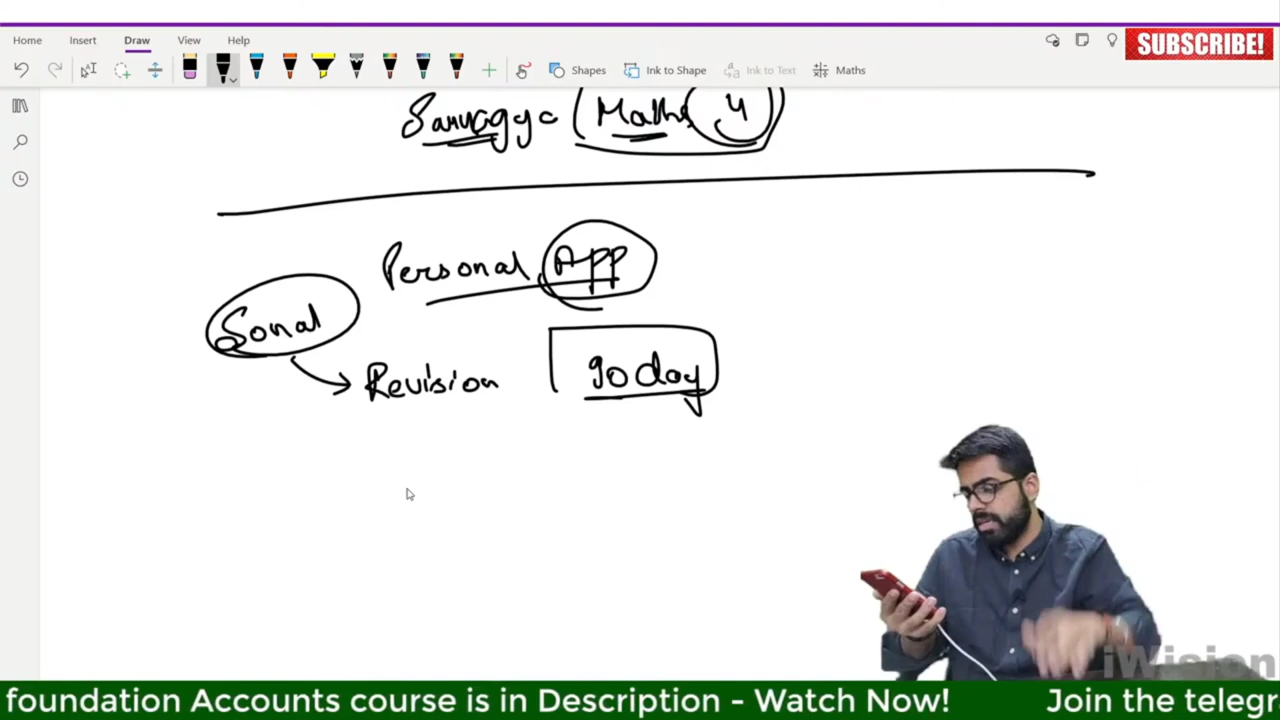 Home Insert Draw View Help
SUBSCRIBE!
Shapes Ink to Shape Ink to Text Maths
Maths 4
Personal App
Sonal
Revision 90 day
iWision
foundation Accounts course is in Description - Watch Now! Join the telegr